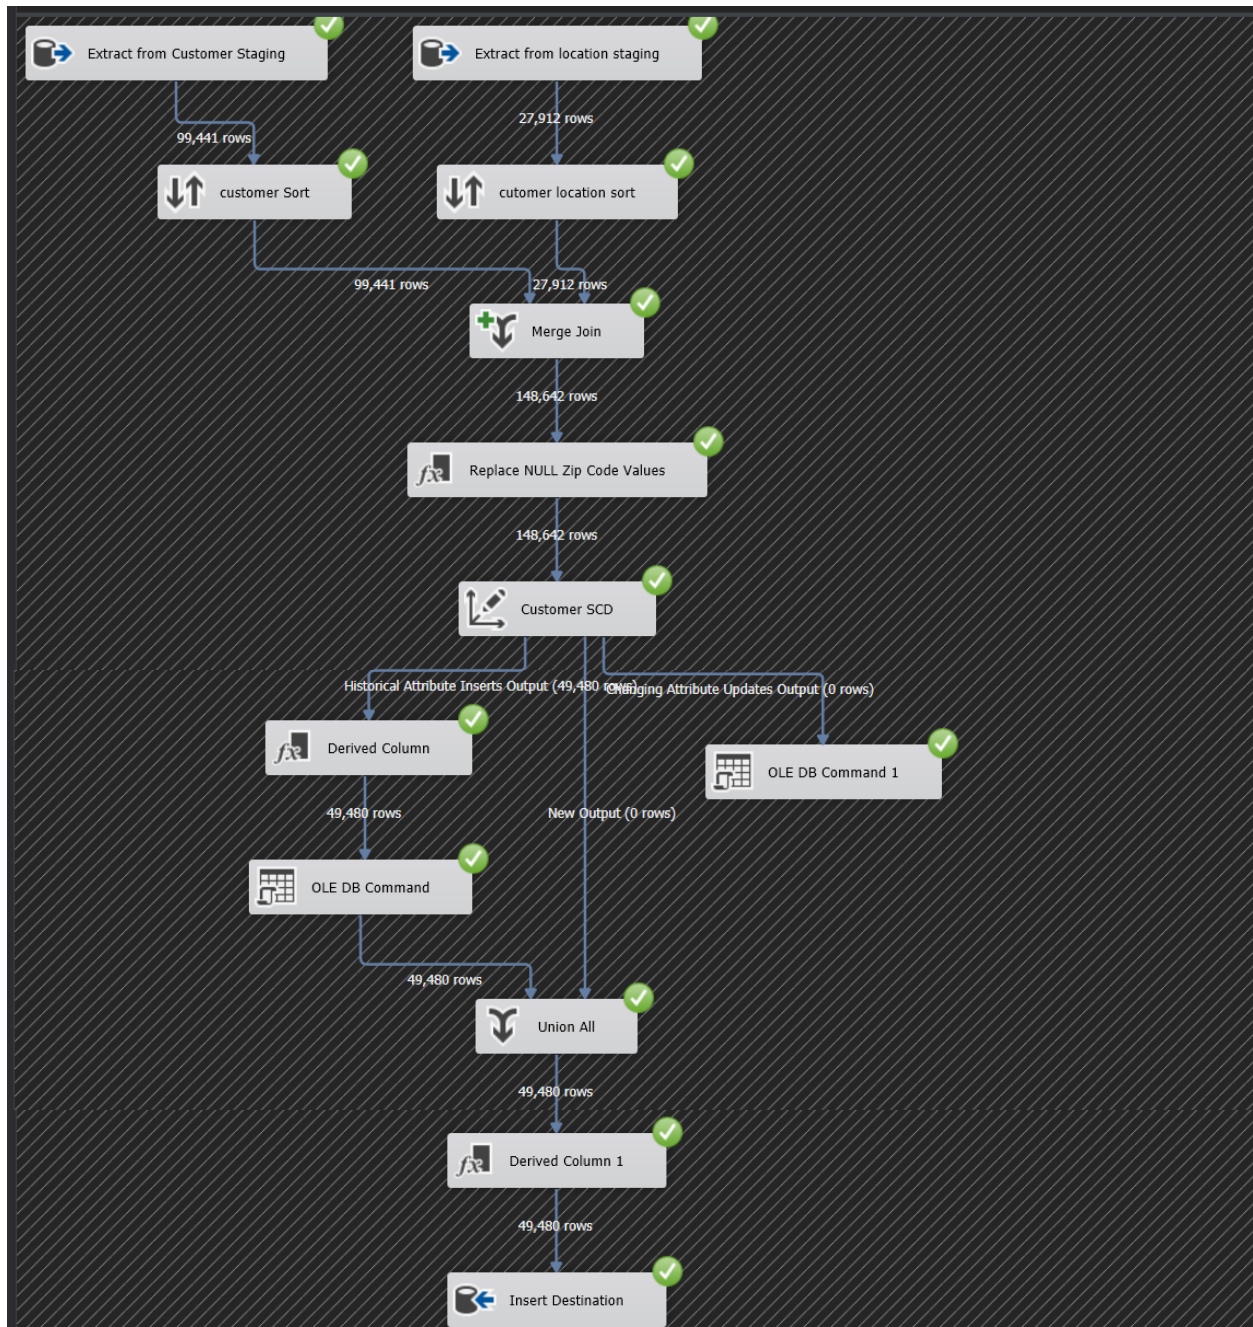 Extract from Customer Staging
Extract from location staging
99,441 rows
27,912 rows
customer Sort
cutomer location sort
99,441 rows
27,912 rows
Merge Join
148,642 rows
Replace NULL Zip Code Values
148,642 rows
Customer SCD
Historical Attribute Inserts Output (49,480 rows)
Changing Attribute Updates Output (0 rows)
Derived Column
OLE DB Command 1
49,480 rows
New Output (0 rows)
OLE DB Command
49,480 rows
Union All
49,480 rows
Derived Column 1
49,480 rows
Insert Destination